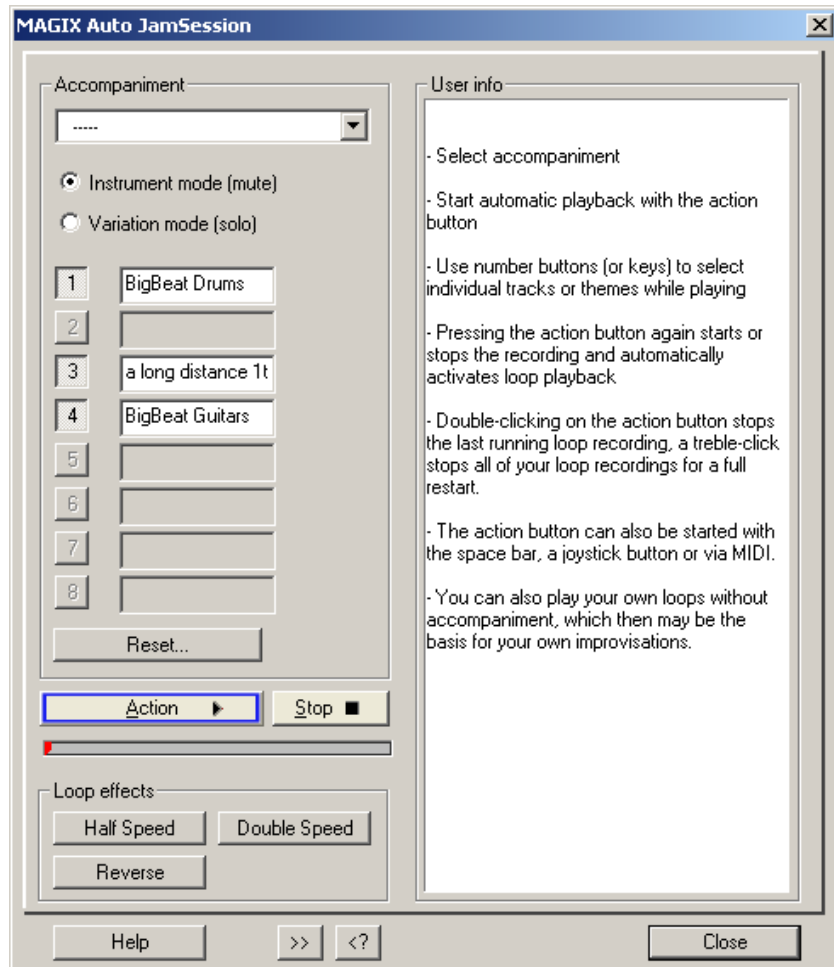 MAGIX Auto JamSession
Accompaniment
-----
Instrument mode (mute)
Variation mode (solo)
1 BigBeat Drums
2
3 a long distance 1t
4 BigBeat Guitars
5
6
7
8
Reset...
Action
Stop
Loop effects
Half Speed
Double Speed
Reverse
User info
- Select accompaniment
- Start automatic playback with the action
button
- Use number buttons (or keys) to select
individual tracks or themes while playing
- Pressing the action button again starts or
stops the recording and automatically
activates loop playback
- Double-clicking on the action button stops
the last running loop recording, a treble-click
stops all of your loop recordings for a full
restart.
- The action button can also be started with
the space bar, a joystick button or via MIDI.
- You can also play your own loops without
accompaniment, which then may be the
basis for your own improvisations.
Help
>>
<?
Close